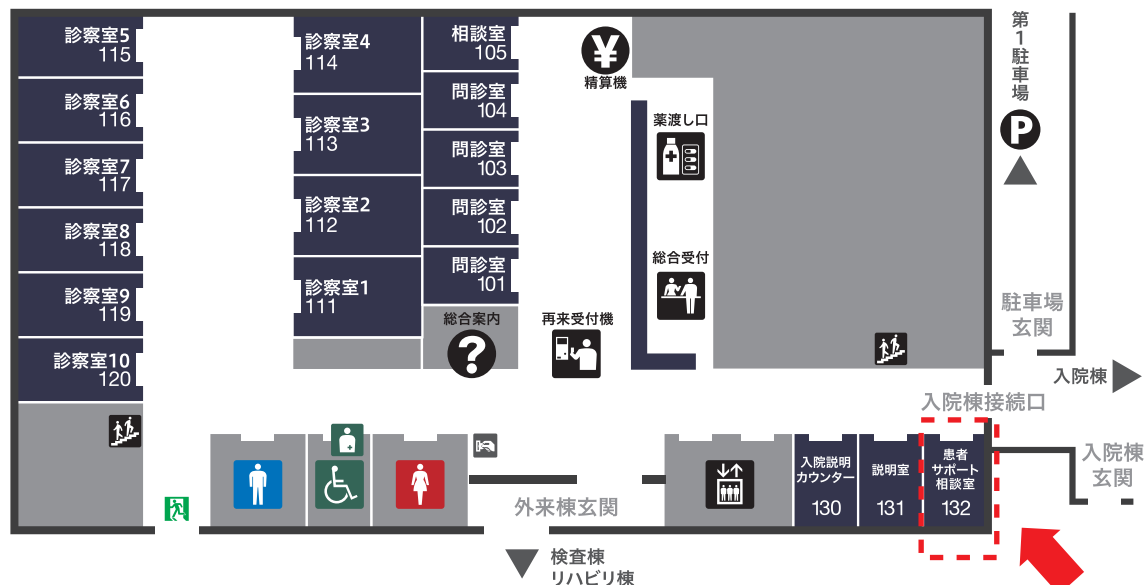 診察室5
115
診察室6
116
診察室7
117
診察室8
118
診察室9
119
診察室10
120
診察室4
114
診察室3
113
診察室2
112
診察室1
111
相談室
105
問診室
104
問診室
103
問診室
102
問診室
101
総合案内
?
再来受付機
¥
精算機
薬渡し口
総合受付
第1駐車場
P
駐車場
玄関
入院棟
入院棟接続口
入院棟
玄関
外来棟玄関
入院説明
カウンター
130
説明室
131
患者
サポート
相談室
132
検査棟
リハビリ棟